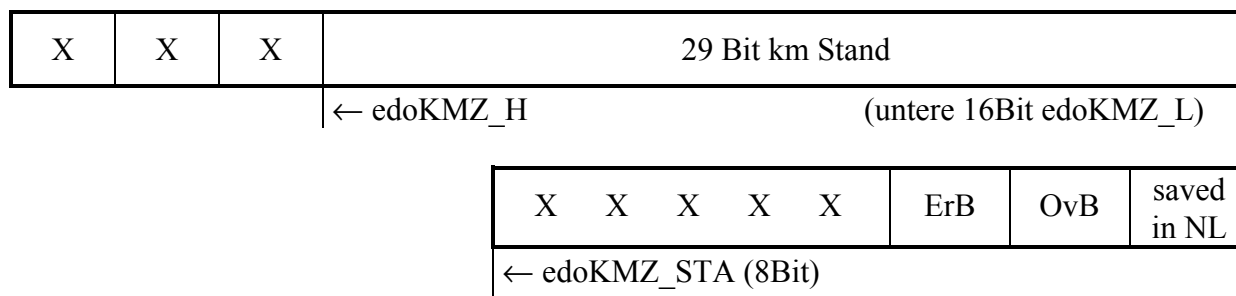 X X X 29 Bit km Stand
← edoKMZ_H (untere 16Bit edoKMZ_L)
X X X X X ErB OvB saved
in NL
← edoKMZ_STA (8Bit)